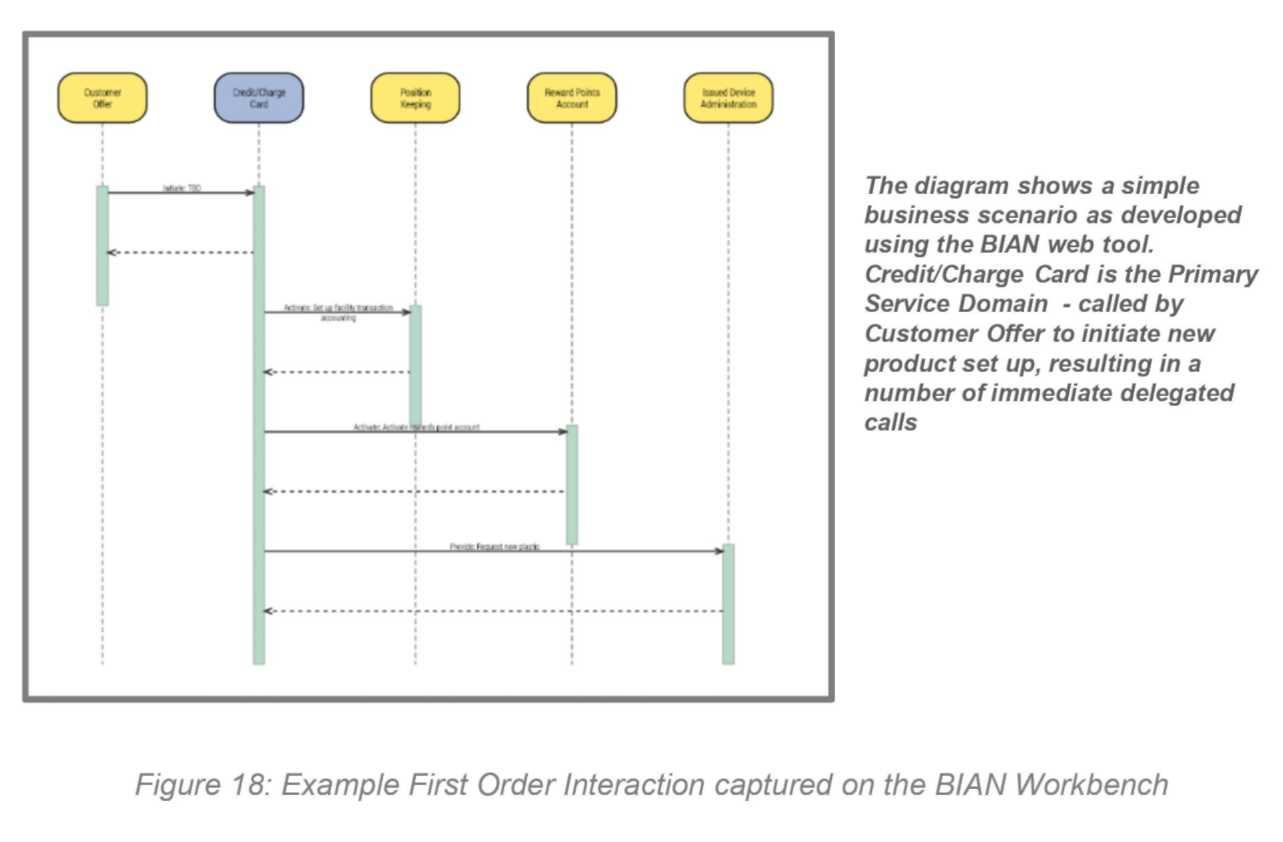 Customer
Offer
Credit/Charge
Card
Position
Keeping
Reward Points
Account
Issued Device
Administration
Initiate: TBD
Activate: Set up facility transaction
accounting
Activate: Activate point account
Provide: Request new plastic
The diagram shows a simple
business scenario as developed
using the BIAN web tool.
Credit/Charge Card is the Primary
Service Domain - called by
Customer Offer to initiate new
product set up, resulting in a
number of immediate delegated
calls
Figure 18: Example First Order Interaction captured on the BIAN Workbench